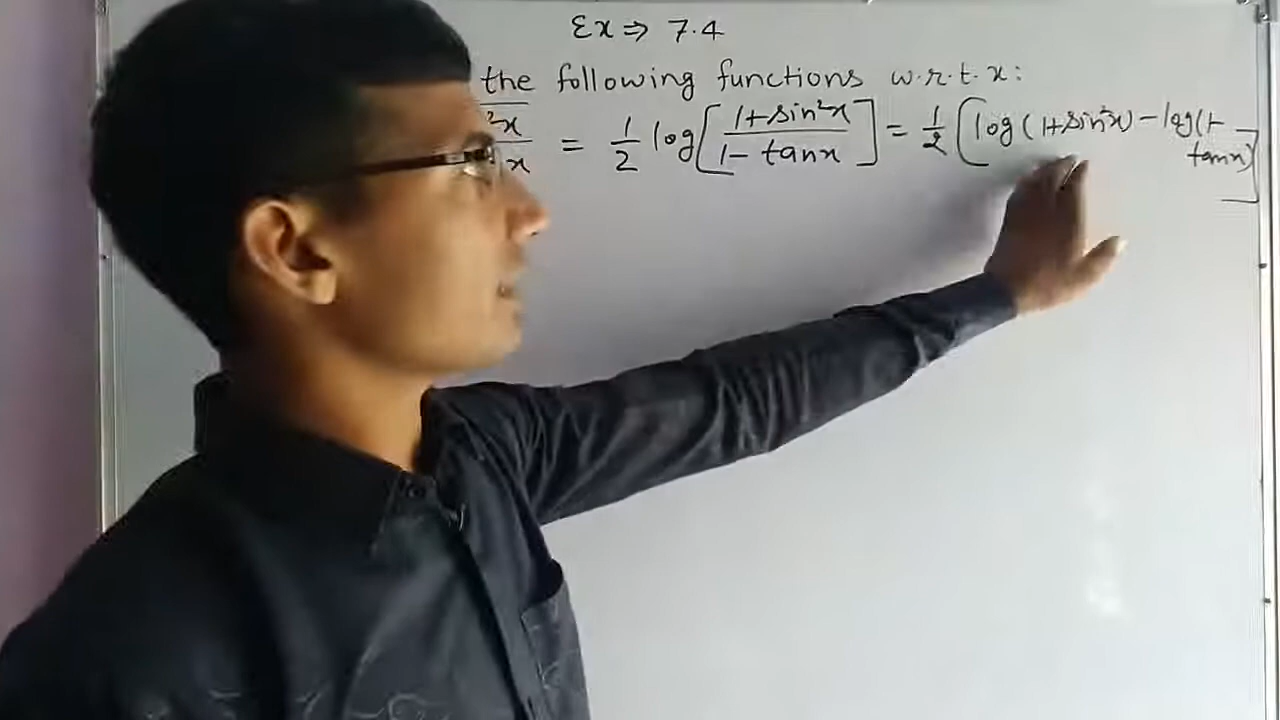 Ex ⇒ 7.4
the following functions w.r.t. x:
²x / x = 1/2 log[(1+sin²x)/(1- tanx)] = 1/2 [log(1+sin²x) - log(1- tanx)]